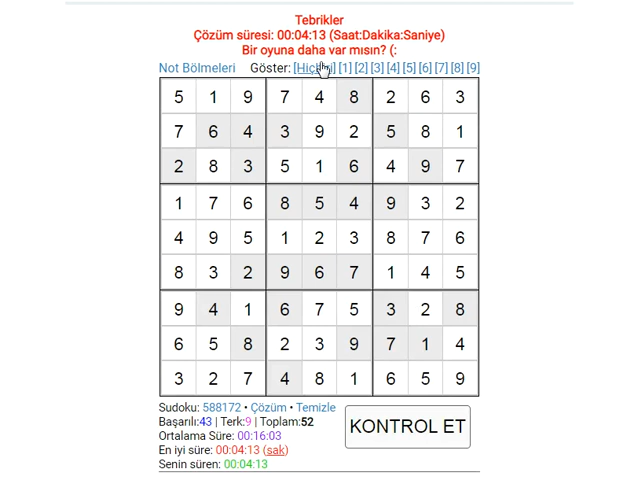 Tebrikler
Çözüm süresi: 00:04:13 (Saat:Dakika:Saniye)
Bir oyuna daha var mısın? (:
Not Bölmeleri Göster: [1] [2] [3] [4] [5] [6] [7] [8] [9]
5 1 9 7 4 8 2 6 3
7 6 4 3 9 2 5 8 1
2 8 3 5 1 6 4 9 7
1 7 6 8 5 4 9 3 2
4 9 5 1 2 3 8 7 6
8 3 2 9 6 7 1 4 5
9 4 1 6 7 5 3 2 8
6 5 8 2 3 9 7 1 4
3 2 7 4 8 1 6 5 9
Sudoku: 588172 • Çözüm • Temizle
Başarılı:43 | Terk:9 | Toplam:52
Ortalama Süre: 00:16:03
En iyi süre: 00:04:13 (sak)
Senin süren: 00:04:13
KONTROL ET